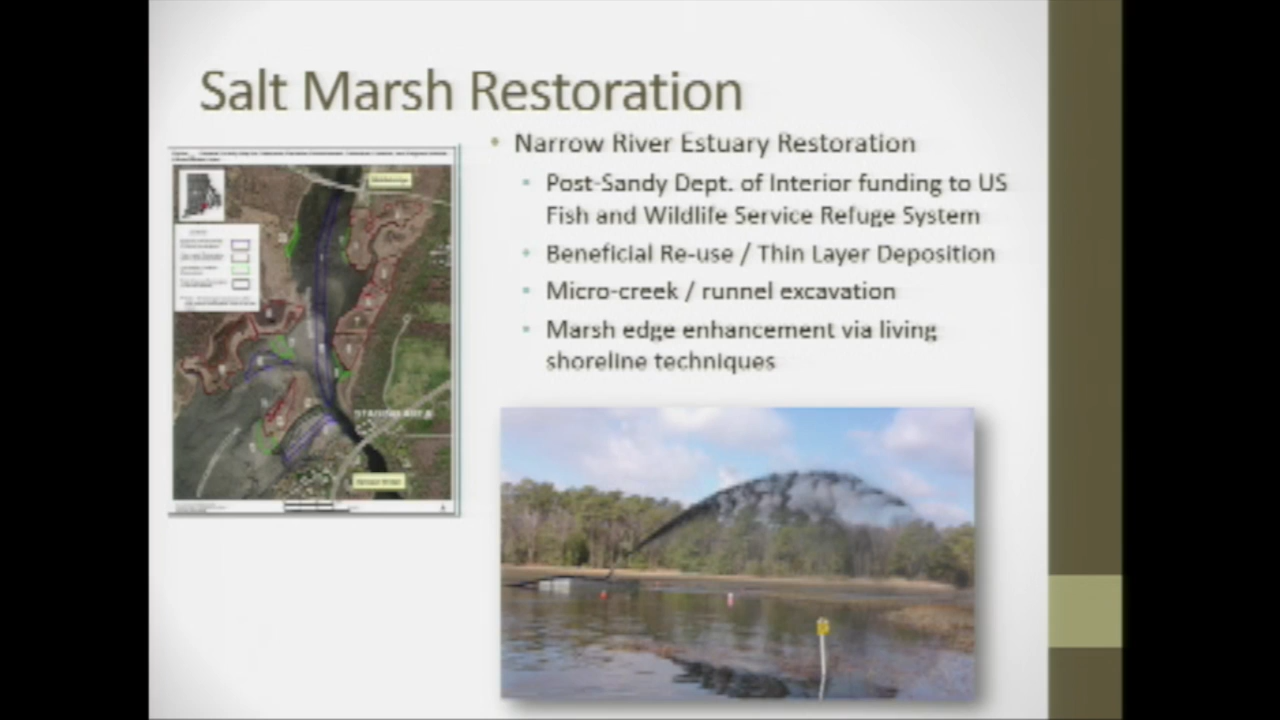 Salt Marsh Restoration
Narrow River Estuary Restoration
Post-Sandy Dept. of Interior funding to US
Fish and Wildlife Service Refuge System
Beneficial Re-use / Thin Layer Deposition
Micro-creek / runnel excavation
Marsh edge enhancement via living
shoreline techniques